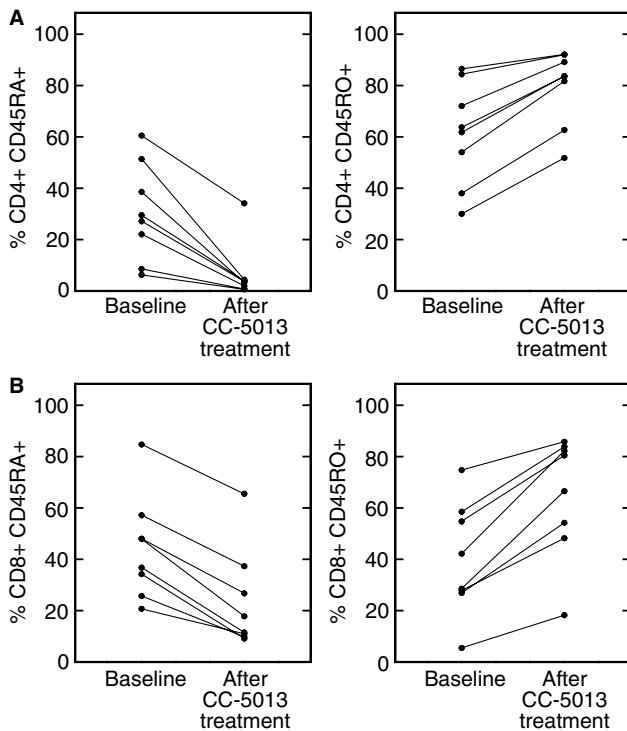 A
% CD4+ CD45RA+
100
80
60
40
20
0
Baseline
After
CC-5013
treatment
% CD4+ CD45RO+
100
80
60
40
20
0
Baseline
After
CC-5013
treatment
B
% CD8+ CD45RA+
100
80
60
40
20
0
Baseline
After
CC-5013
treatment
% CD8+ CD45RO+
100
80
60
40
20
0
Baseline
After
CC-5013
treatment